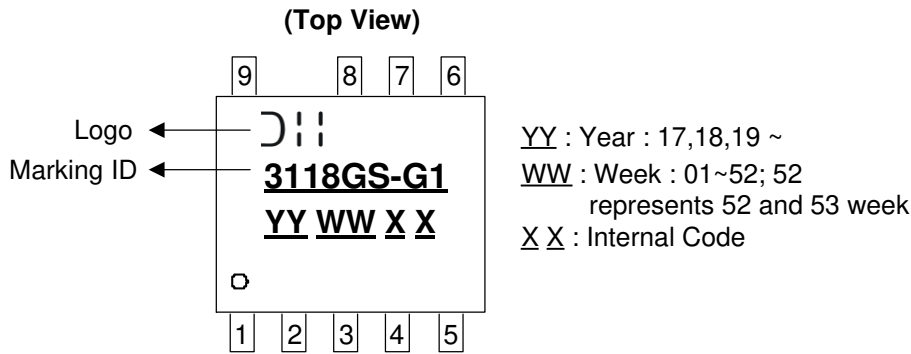 (Top View)
9 8 7 6
Logo
Marking ID
3118GS-G1
YY WW X X
1 2 3 4 5
YY : Year : 17,18,19 ~
WW : Week : 01~52; 52
represents 52 and 53 week
X X : Internal Code